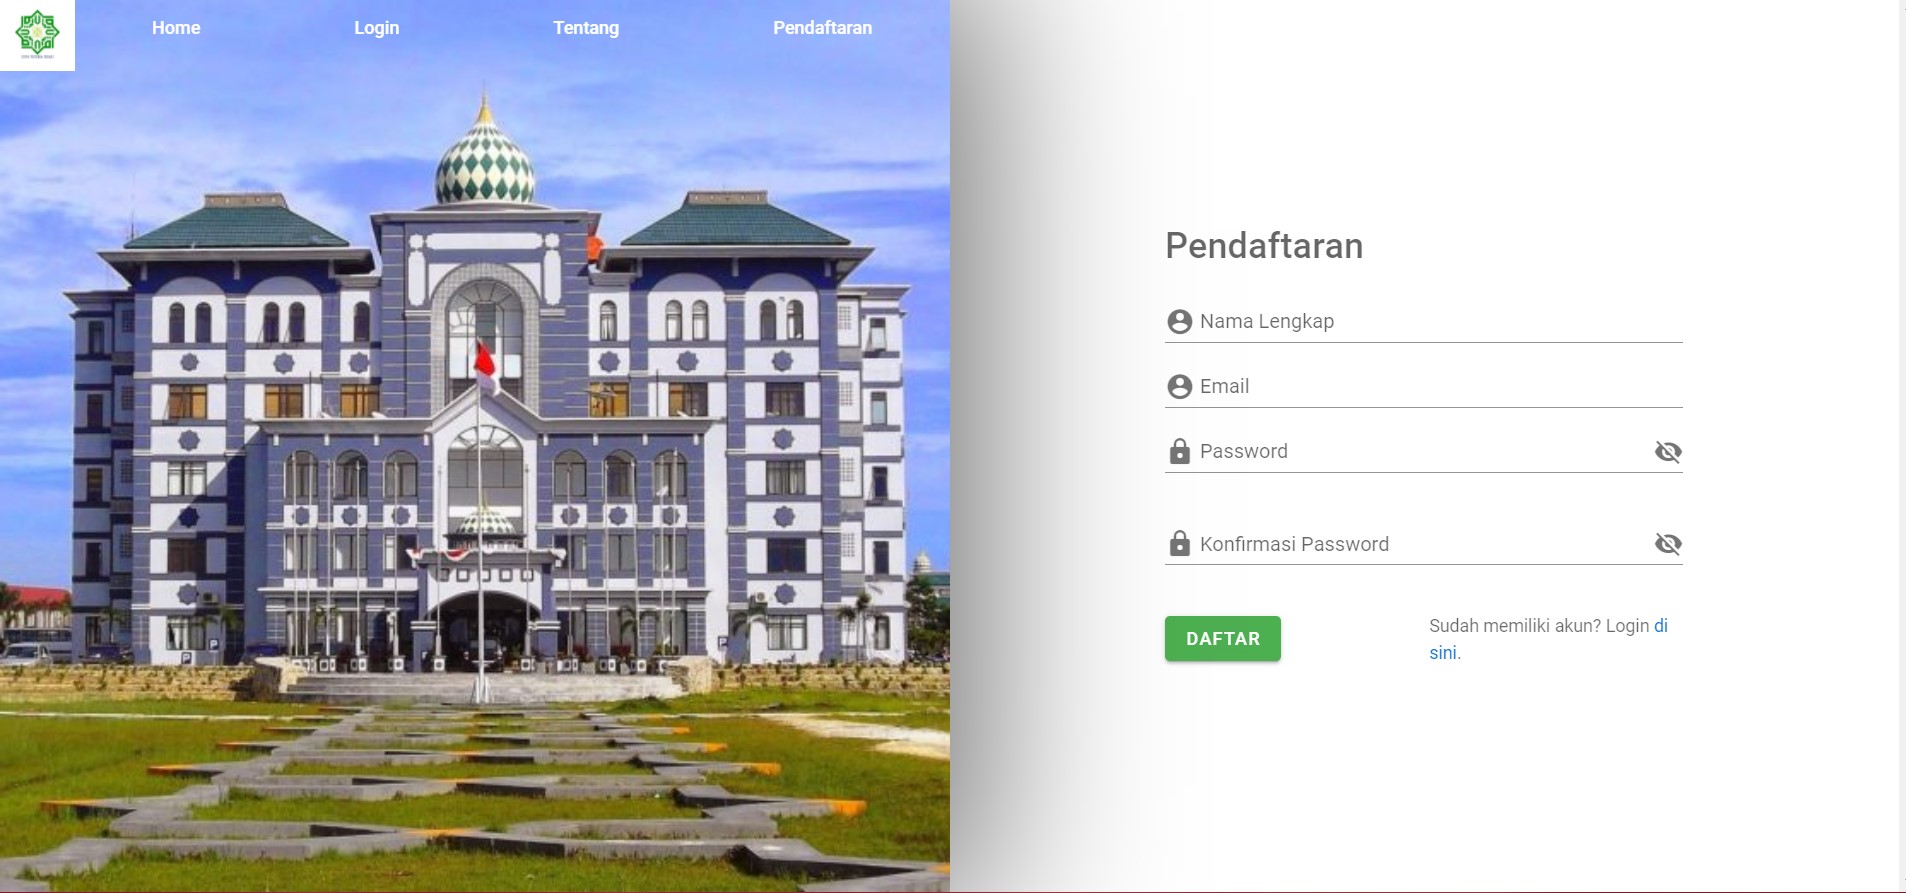 Home
Login
Tentang
Pendaftaran
Pendaftaran
Nama Lengkap
Email
Password
Konfirmasi Password
DAFTAR
Sudah memiliki akun? Login di
sini.